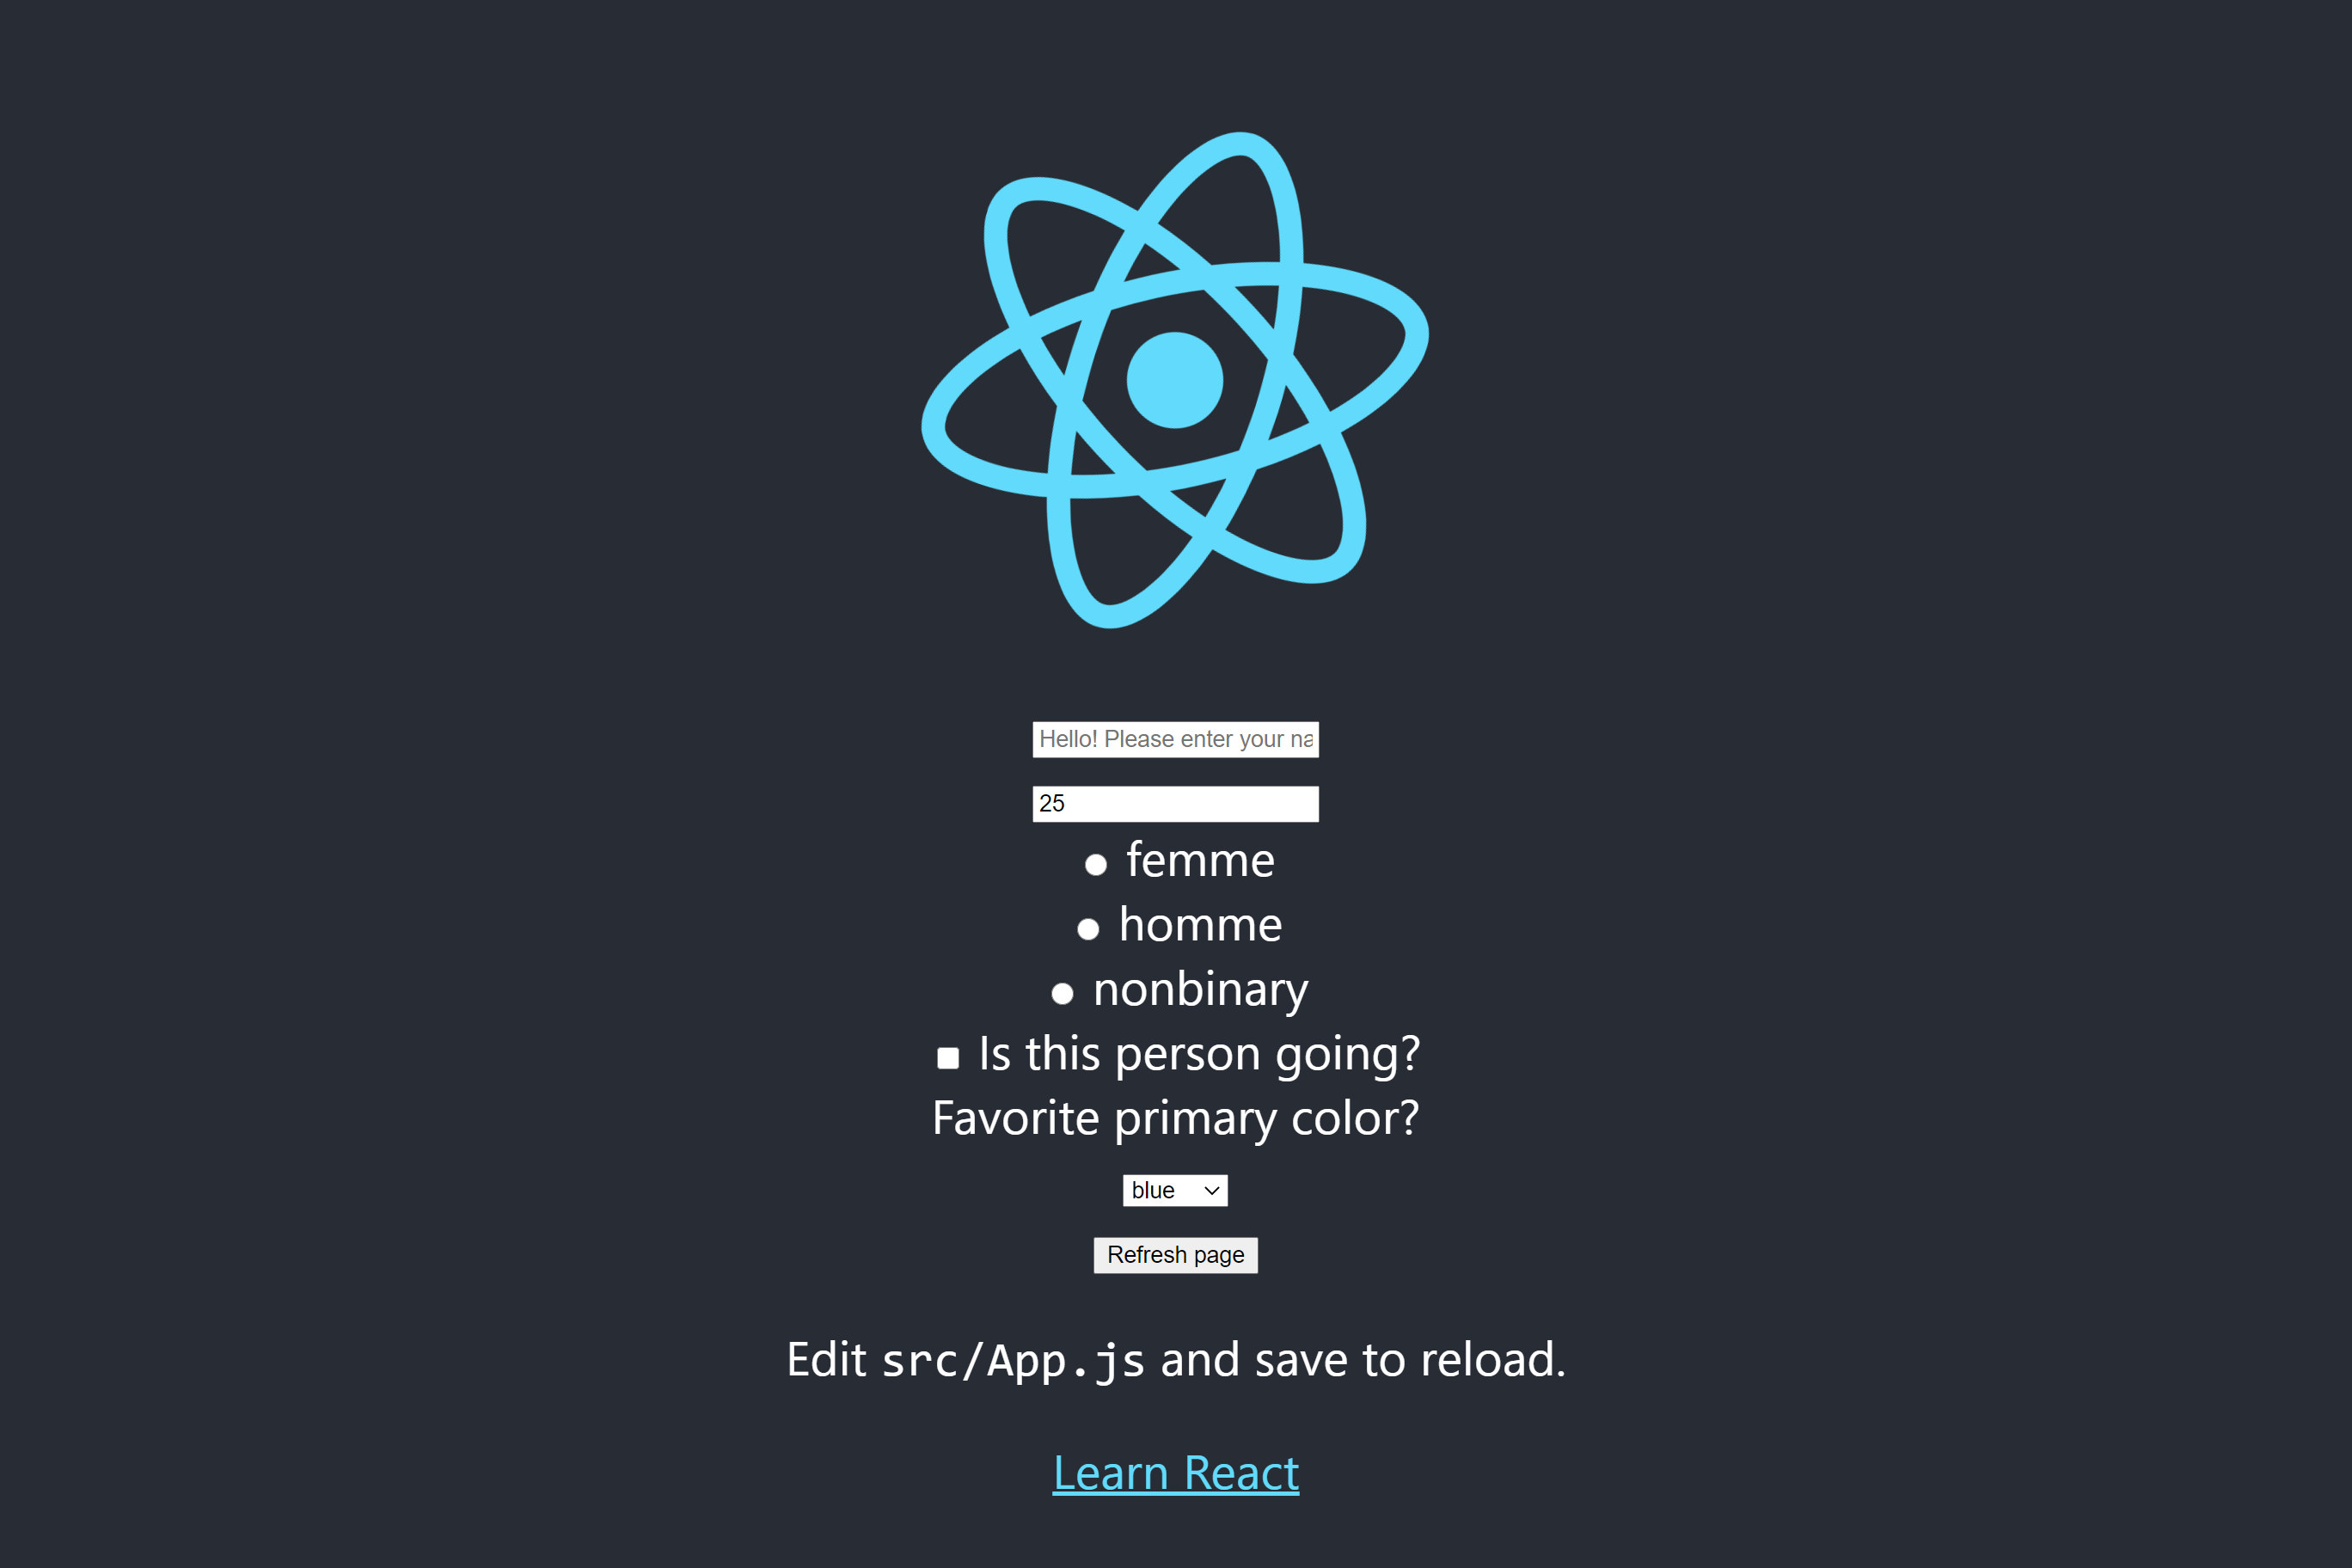 Hello! Please enter your na
25
femme
homme
nonbinary
Is this person going?
Favorite primary color?
blue
Refresh page
Edit src/App.js and save to reload.
Learn React